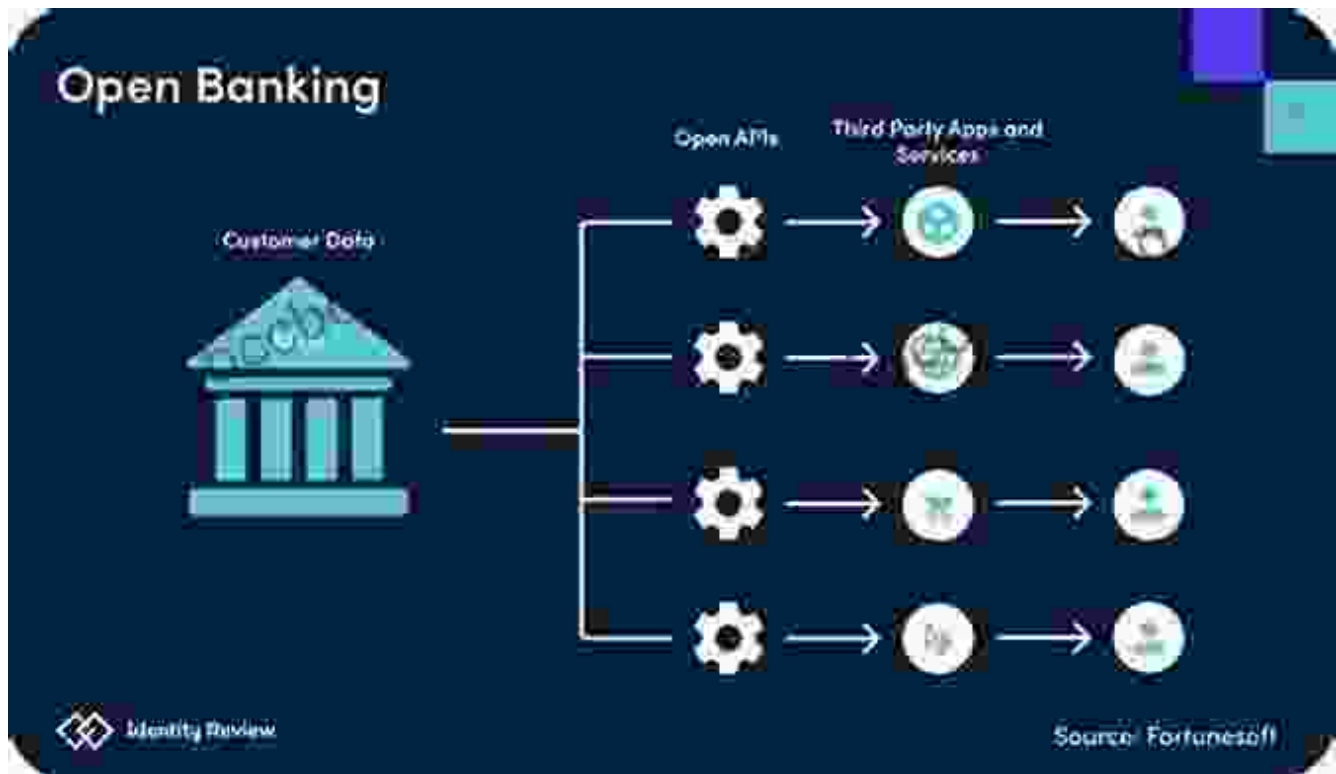 Open Banking
Open APIs
Third Party Apps and
Services
Customer Data
Identity Review
Source: Fortunesoft